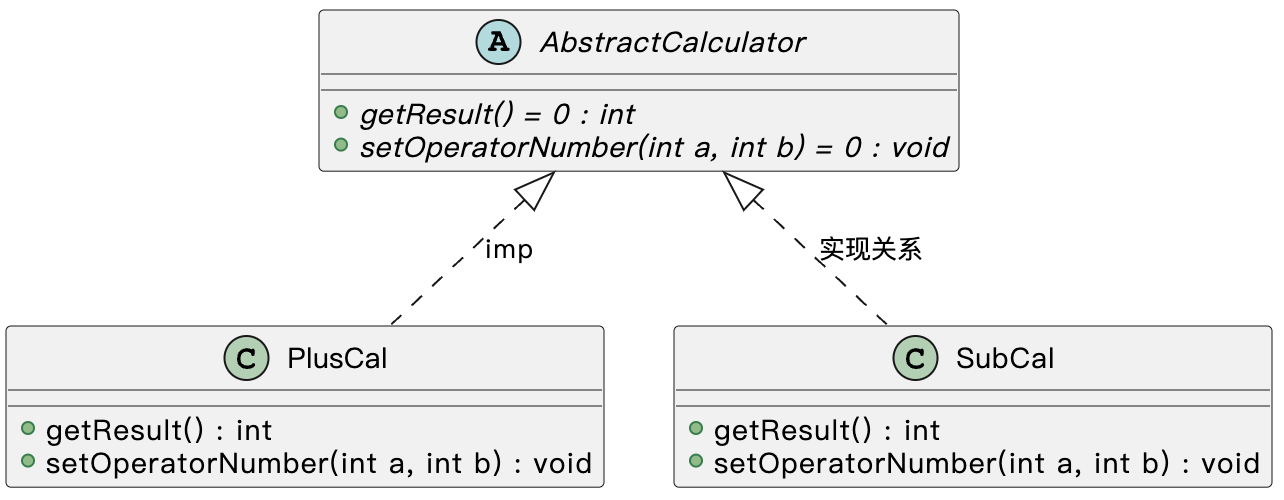 A AbstractCalculator
getResult() = 0 : int
setOperatorNumber(int a, int b) = 0 : void
imp
实现关系
C PlusCal
getResult() : int
setOperatorNumber(int a, int b) : void
C SubCal
getResult() : int
setOperatorNumber(int a, int b) : void